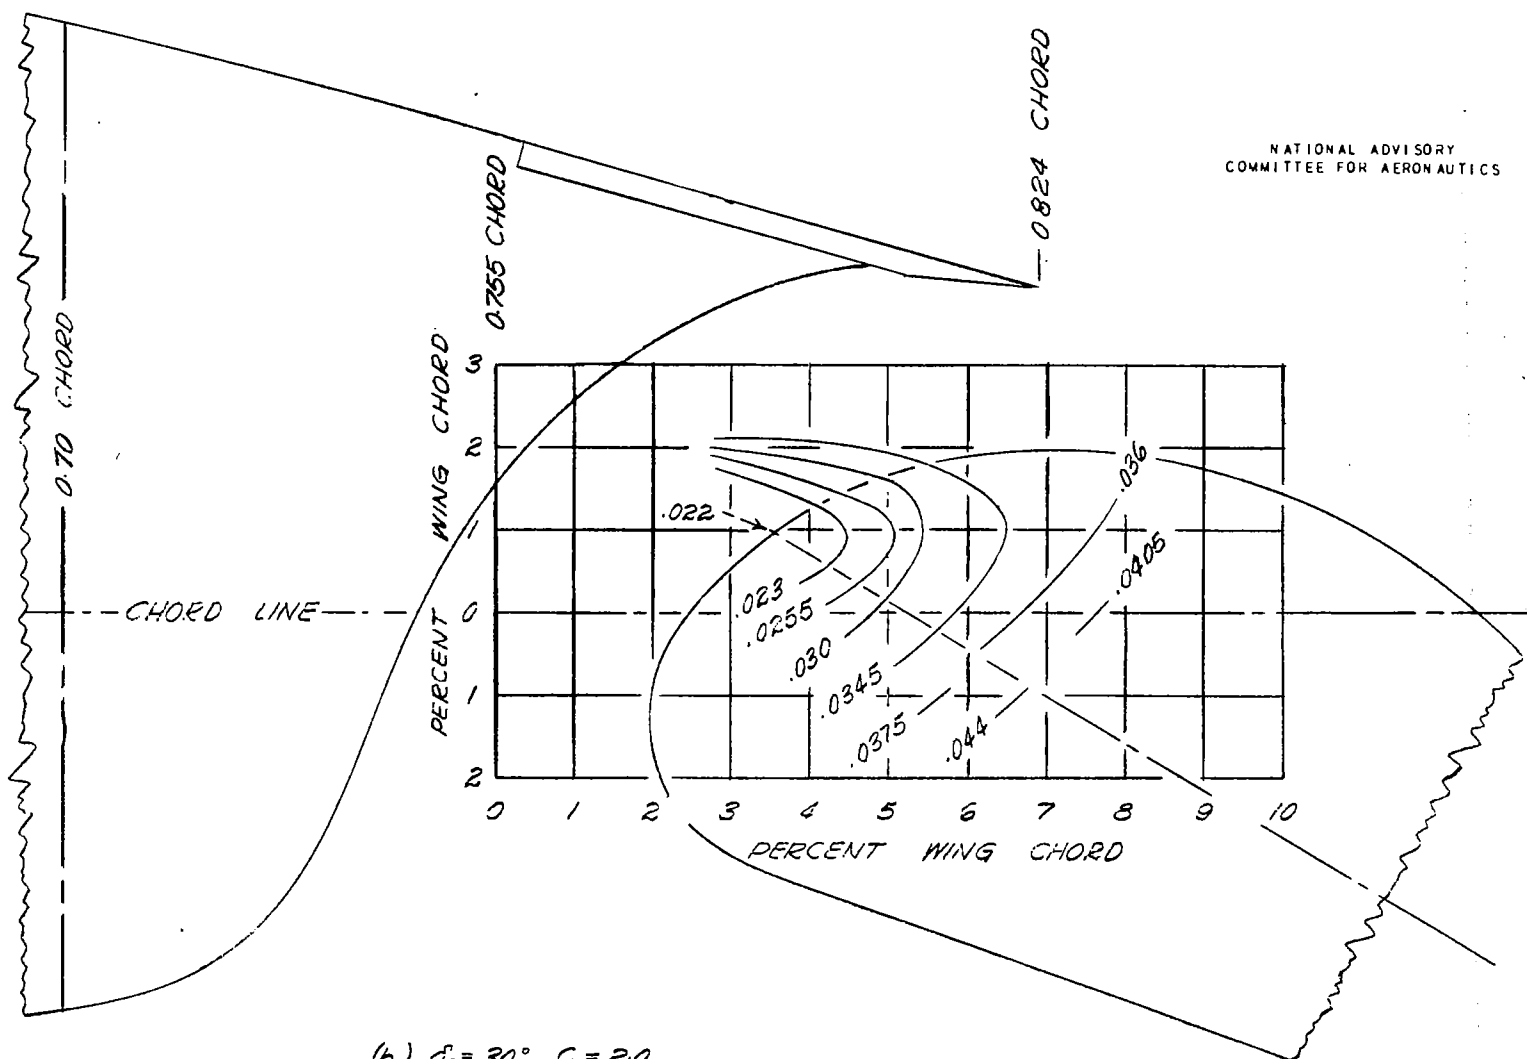 NATIONAL ADVISORY
COMMITTEE FOR AERONAUTICS
0.70 CHORD
0.755 CHORD
0.824 CHORD
CHORD LINE
PERCENT WING CHORD
3
2
1
0
1
2
.022
.023
.0255
.030
.0345
.0375
.044
.036
.0405
0 1 2 3 4 5 6 7 8 9 10
PERCENT WING CHORD